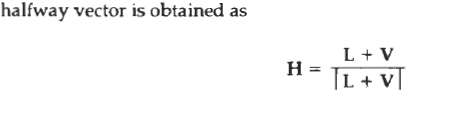 halfway vector is obtained as
H = L + V / |L + V|